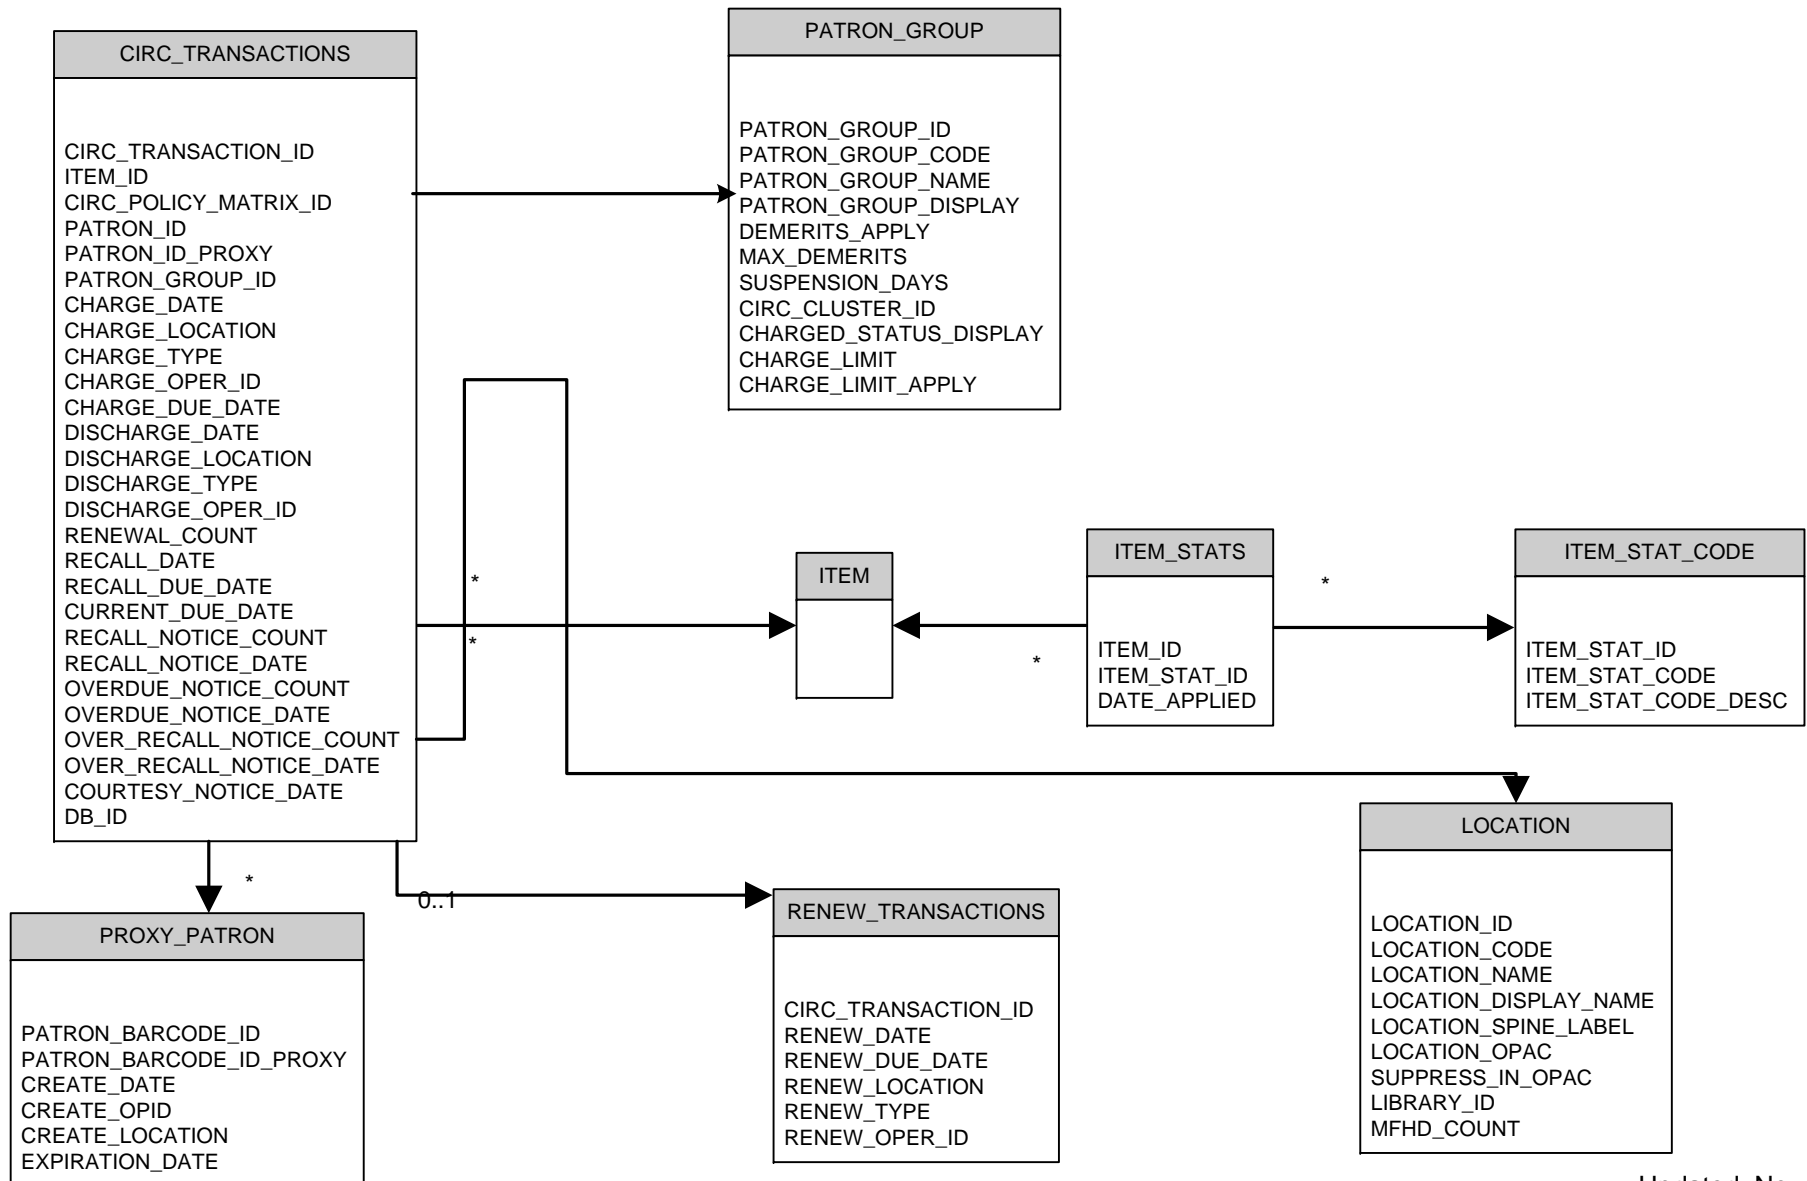 CIRC_TRANSACTIONS
CIRC_TRANSACTION_ID
ITEM_ID
CIRC_POLICY_MATRIX_ID
PATRON_ID
PATRON_ID_PROXY
PATRON_GROUP_ID
CHARGE_DATE
CHARGE_LOCATION
CHARGE_TYPE
CHARGE_OPER_ID
CHARGE_DUE_DATE
DISCHARGE_DATE
DISCHARGE_LOCATION
DISCHARGE_TYPE
DISCHARGE_OPER_ID
RENEWAL_COUNT
RECALL_DATE
RECALL_DUE_DATE
CURRENT_DUE_DATE
RECALL_NOTICE_COUNT
RECALL_NOTICE_DATE
OVERDUE_NOTICE_COUNT
OVERDUE_NOTICE_DATE
OVER_RECALL_NOTICE_COUNT
OVER_RECALL_NOTICE_DATE
COURTESY_NOTICE_DATE
DB_ID
PATRON_GROUP
PATRON_GROUP_ID
PATRON_GROUP_CODE
PATRON_GROUP_NAME
PATRON_GROUP_DISPLAY
DEMERITS_APPLY
MAX_DEMERITS
SUSPENSION_DAYS
CIRC_CLUSTER_ID
CHARGED_STATUS_DISPLAY
CHARGE_LIMIT
CHARGE_LIMIT_APPLY
*
*
ITEM
*
ITEM_STATS
ITEM_ID
ITEM_STAT_ID
DATE_APPLIED
*
ITEM_STAT_CODE
ITEM_STAT_ID
ITEM_STAT_CODE
ITEM_STAT_CODE_DESC
*
0..1
PROXY_PATRON
PATRON_BARCODE_ID
PATRON_BARCODE_ID_PROXY
CREATE_DATE
CREATE_OPID
CREATE_LOCATION
EXPIRATION_DATE
RENEW_TRANSACTIONS
CIRC_TRANSACTION_ID
RENEW_DATE
RENEW_DUE_DATE
RENEW_LOCATION
RENEW_TYPE
RENEW_OPER_ID
LOCATION
LOCATION_ID
LOCATION_CODE
LOCATION_NAME
LOCATION_DISPLAY_NAME
LOCATION_SPINE_LABEL
LOCATION_OPAC
SUPPRESS_IN_OPAC
LIBRARY_ID
MFHD_COUNT